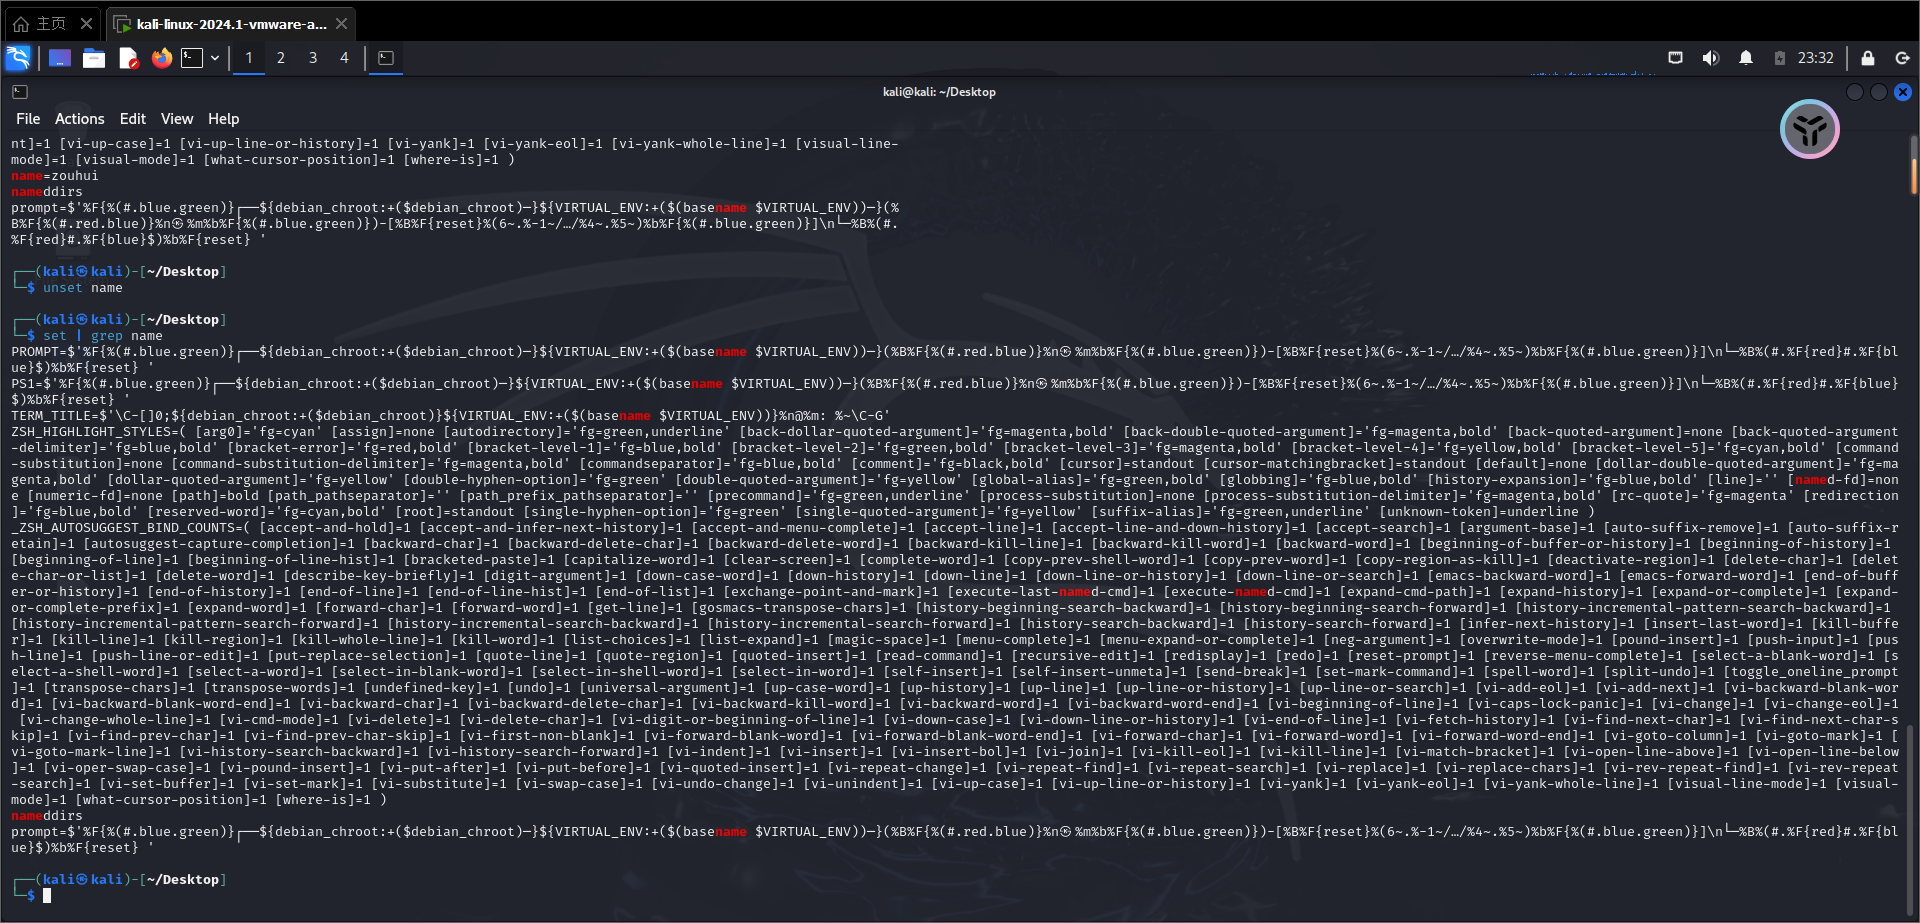 主页
kali-linux-2024.1-vmware-a...
1 2 3 4
23:32
kali@kali: ~/Desktop
File Actions Edit View Help
nt]=1 [vi-up-case]=1 [vi-up-line-or-history]=1 [vi-yank]=1 [vi-yank-eol]=1 [vi-yank-whole-line]=1 [visual-line-
mode]=1 [visual-mode]=1 [what-cursor-position]=1 [where-is]=1 )
name=zouhui
nameddirs
prompt=$'%F{%(#.blue.green)}┌──${debian_chroot:+($debian_chroot)─}${VIRTUAL_ENV:+($(basename $VIRTUAL_ENV))─}(%
B%F{%(#.red.blue)}%n㉿%m%b%F{%(#.blue.green)})-[%B%F{reset}%(6~.%-1~/…/%4~.%5~)%b%F{%(#.blue.green)}]\n└─%B%(#.
%F{red}#.%F{blue}$)%b%F{reset} '
┌──(kali㉿kali)-[~/Desktop]
└─$ unset name
┌──(kali㉿kali)-[~/Desktop]
└─$ set | grep name
PROMPT=$'%F{%(#.blue.green)}┌──${debian_chroot:+($debian_chroot)─}${VIRTUAL_ENV:+($(basename $VIRTUAL_ENV))─}(%B%F{%(#.red.blue)}%n㉿%m%b%F{%(#.blue.green)})-[%B%F{reset}%(6~.%-1~/…/%4~.%5~)%b%F{%(#.blue.green)}]\n└─%B%(#.%F{red}#.%F{bl
ue}$)%b%F{reset} '
PS1=$'%F{%(#.blue.green)}┌──${debian_chroot:+($debian_chroot)─}${VIRTUAL_ENV:+($(basename $VIRTUAL_ENV))─}(%B%F{%(#.red.blue)}%n㉿%m%b%F{%(#.blue.green)})-[%B%F{reset}%(6~.%-1~/…/%4~.%5~)%b%F{%(#.blue.green)}]\n└─%B%(#.%F{red}#.%F{blue}
$)%b%F{reset} '
TERM_TITLE=$'\C-[]0;${debian_chroot:+($debian_chroot)}${VIRTUAL_ENV:+($(basename $VIRTUAL_ENV))}%n@%m: %~\C-G'
ZSH_HIGHLIGHT_STYLES=( [arg0]='fg=cyan' [assign]=none [autodirectory]='fg=green,underline' [back-dollar-quoted-argument]='fg=magenta,bold' [back-double-quoted-argument]='fg=magenta,bold' [back-quoted-argument]=none [back-quoted-argument
-delimiter]='fg=blue,bold' [bracket-error]='fg=red,bold' [bracket-level-1]='fg=blue,bold' [bracket-level-2]='fg=green,bold' [bracket-level-3]='fg=magenta,bold' [bracket-level-4]='fg=yellow,bold' [bracket-level-5]='fg=cyan,bold' [command
-substitution]=none [command-substitution-delimiter]='fg=magenta,bold' [commandseparator]='fg=blue,bold' [comment]='fg=black,bold' [cursor]=standout [cursor-matchingbracket]=standout [default]=none [dollar-double-quoted-argument]='fg=ma
genta,bold' [dollar-quoted-argument]='fg=yellow' [double-hyphen-option]='fg=green' [double-quoted-argument]='fg=yellow' [global-alias]='fg=green,bold' [globbing]='fg=blue,bold' [history-expansion]='fg=blue,bold' [line]='' [named-fd]=non
e [numeric-fd]=none [path]=bold [path_pathseparator]='' [path_prefix_pathseparator]='' [precommand]='fg=green,underline' [process-substitution]=none [process-substitution-delimiter]='fg=magenta,bold' [rc-quote]='fg=magenta' [redirection
]='fg=blue,bold' [reserved-word]='fg=cyan,bold' [root]=standout [single-hyphen-option]='fg=green' [single-quoted-argument]='fg=yellow' [suffix-alias]='fg=green,underline' [unknown-token]=underline )
_ZSH_AUTOSUGGEST_BIND_COUNTS=( [accept-and-hold]=1 [accept-and-infer-next-history]=1 [accept-and-menu-complete]=1 [accept-line]=1 [accept-line-and-down-history]=1 [accept-search]=1 [argument-base]=1 [auto-suffix-remove]=1 [auto-suffix-r
etain]=1 [autosuggest-capture-completion]=1 [backward-char]=1 [backward-delete-char]=1 [backward-delete-word]=1 [backward-kill-line]=1 [backward-kill-word]=1 [backward-word]=1 [beginning-of-buffer-or-history]=1 [beginning-of-history]=1
[beginning-of-line]=1 [beginning-of-line-hist]=1 [bracketed-paste]=1 [capitalize-word]=1 [clear-screen]=1 [complete-word]=1 [copy-prev-shell-word]=1 [copy-prev-word]=1 [copy-region-as-kill]=1 [deactivate-region]=1 [delete-char]=1 [delet
e-char-or-list]=1 [delete-word]=1 [describe-key-briefly]=1 [digit-argument]=1 [down-case-word]=1 [down-history]=1 [down-line]=1 [down-line-or-history]=1 [down-line-or-search]=1 [emacs-backward-word]=1 [emacs-forward-word]=1 [end-of-buff
er-or-history]=1 [end-of-history]=1 [end-of-line]=1 [end-of-line-hist]=1 [end-of-list]=1 [exchange-point-and-mark]=1 [execute-last-named-cmd]=1 [execute-named-cmd]=1 [expand-cmd-path]=1 [expand-history]=1 [expand-or-complete]=1 [expand-
or-complete-prefix]=1 [expand-word]=1 [forward-char]=1 [forward-word]=1 [get-line]=1 [gosmacs-transpose-chars]=1 [history-beginning-search-backward]=1 [history-beginning-search-forward]=1 [history-incremental-pattern-search-backward]=1
[history-incremental-pattern-search-forward]=1 [history-incremental-search-backward]=1 [history-incremental-search-forward]=1 [history-search-backward]=1 [history-search-forward]=1 [infer-next-history]=1 [insert-last-word]=1 [kill-buffe
r]=1 [kill-line]=1 [kill-region]=1 [kill-whole-line]=1 [kill-word]=1 [list-choices]=1 [list-expand]=1 [magic-space]=1 [menu-complete]=1 [menu-expand-or-complete]=1 [neg-argument]=1 [overwrite-mode]=1 [pound-insert]=1 [push-input]=1 [pus
h-line]=1 [push-line-or-edit]=1 [put-replace-selection]=1 [quote-line]=1 [quote-region]=1 [quoted-insert]=1 [read-command]=1 [recursive-edit]=1 [redisplay]=1 [redo]=1 [reset-prompt]=1 [reverse-menu-complete]=1 [select-a-blank-word]=1 [s
elect-a-shell-word]=1 [select-a-word]=1 [select-in-blank-word]=1 [select-in-shell-word]=1 [select-in-word]=1 [self-insert]=1 [self-insert-unmeta]=1 [send-break]=1 [set-mark-command]=1 [spell-word]=1 [split-undo]=1 [toggle_oneline_prompt
]=1 [transpose-chars]=1 [transpose-words]=1 [undefined-key]=1 [undo]=1 [universal-argument]=1 [up-case-word]=1 [up-history]=1 [up-line]=1 [up-line-or-history]=1 [up-line-or-search]=1 [vi-add-eol]=1 [vi-add-next]=1 [vi-backward-blank-wor
d]=1 [vi-backward-blank-word-end]=1 [vi-backward-char]=1 [vi-backward-delete-char]=1 [vi-backward-kill-word]=1 [vi-backward-word]=1 [vi-backward-word-end]=1 [vi-beginning-of-line]=1 [vi-caps-lock-panic]=1 [vi-change]=1 [vi-change-eol]=1
[vi-change-whole-line]=1 [vi-cmd-mode]=1 [vi-delete]=1 [vi-delete-char]=1 [vi-digit-or-beginning-of-line]=1 [vi-down-case]=1 [vi-down-line-or-history]=1 [vi-end-of-line]=1 [vi-fetch-history]=1 [vi-find-next-char]=1 [vi-find-next-char-s
kip]=1 [vi-find-prev-char]=1 [vi-find-prev-char-skip]=1 [vi-first-non-blank]=1 [vi-forward-blank-word]=1 [vi-forward-blank-word-end]=1 [vi-forward-char]=1 [vi-forward-word]=1 [vi-forward-word-end]=1 [vi-goto-column]=1 [vi-goto-mark]=1 [
vi-goto-mark-line]=1 [vi-history-search-backward]=1 [vi-history-search-forward]=1 [vi-indent]=1 [vi-insert]=1 [vi-insert-bol]=1 [vi-join]=1 [vi-kill-eol]=1 [vi-kill-line]=1 [vi-match-bracket]=1 [vi-open-line-above]=1 [vi-open-line-below
]=1 [vi-oper-swap-case]=1 [vi-pound-insert]=1 [vi-put-after]=1 [vi-put-before]=1 [vi-quoted-insert]=1 [vi-repeat-change]=1 [vi-repeat-find]=1 [vi-repeat-search]=1 [vi-replace]=1 [vi-replace-chars]=1 [vi-rev-repeat-find]=1 [vi-rev-repeat
-search]=1 [vi-set-buffer]=1 [vi-set-mark]=1 [vi-substitute]=1 [vi-swap-case]=1 [vi-undo-change]=1 [vi-unindent]=1 [vi-up-case]=1 [vi-up-line-or-history]=1 [vi-yank]=1 [vi-yank-eol]=1 [vi-yank-whole-line]=1 [visual-line-mode]=1 [visual-
mode]=1 [what-cursor-position]=1 [where-is]=1 )
nameddirs
prompt=$'%F{%(#.blue.green)}┌──${debian_chroot:+($debian_chroot)─}${VIRTUAL_ENV:+($(basename $VIRTUAL_ENV))─}(%B%F{%(#.red.blue)}%n㉿%m%b%F{%(#.blue.green)})-[%B%F{reset}%(6~.%-1~/…/%4~.%5~)%b%F{%(#.blue.green)}]\n└─%B%(#.%F{red}#.%F{bl
ue}$)%b%F{reset} '
┌──(kali㉿kali)-[~/Desktop]
└─$